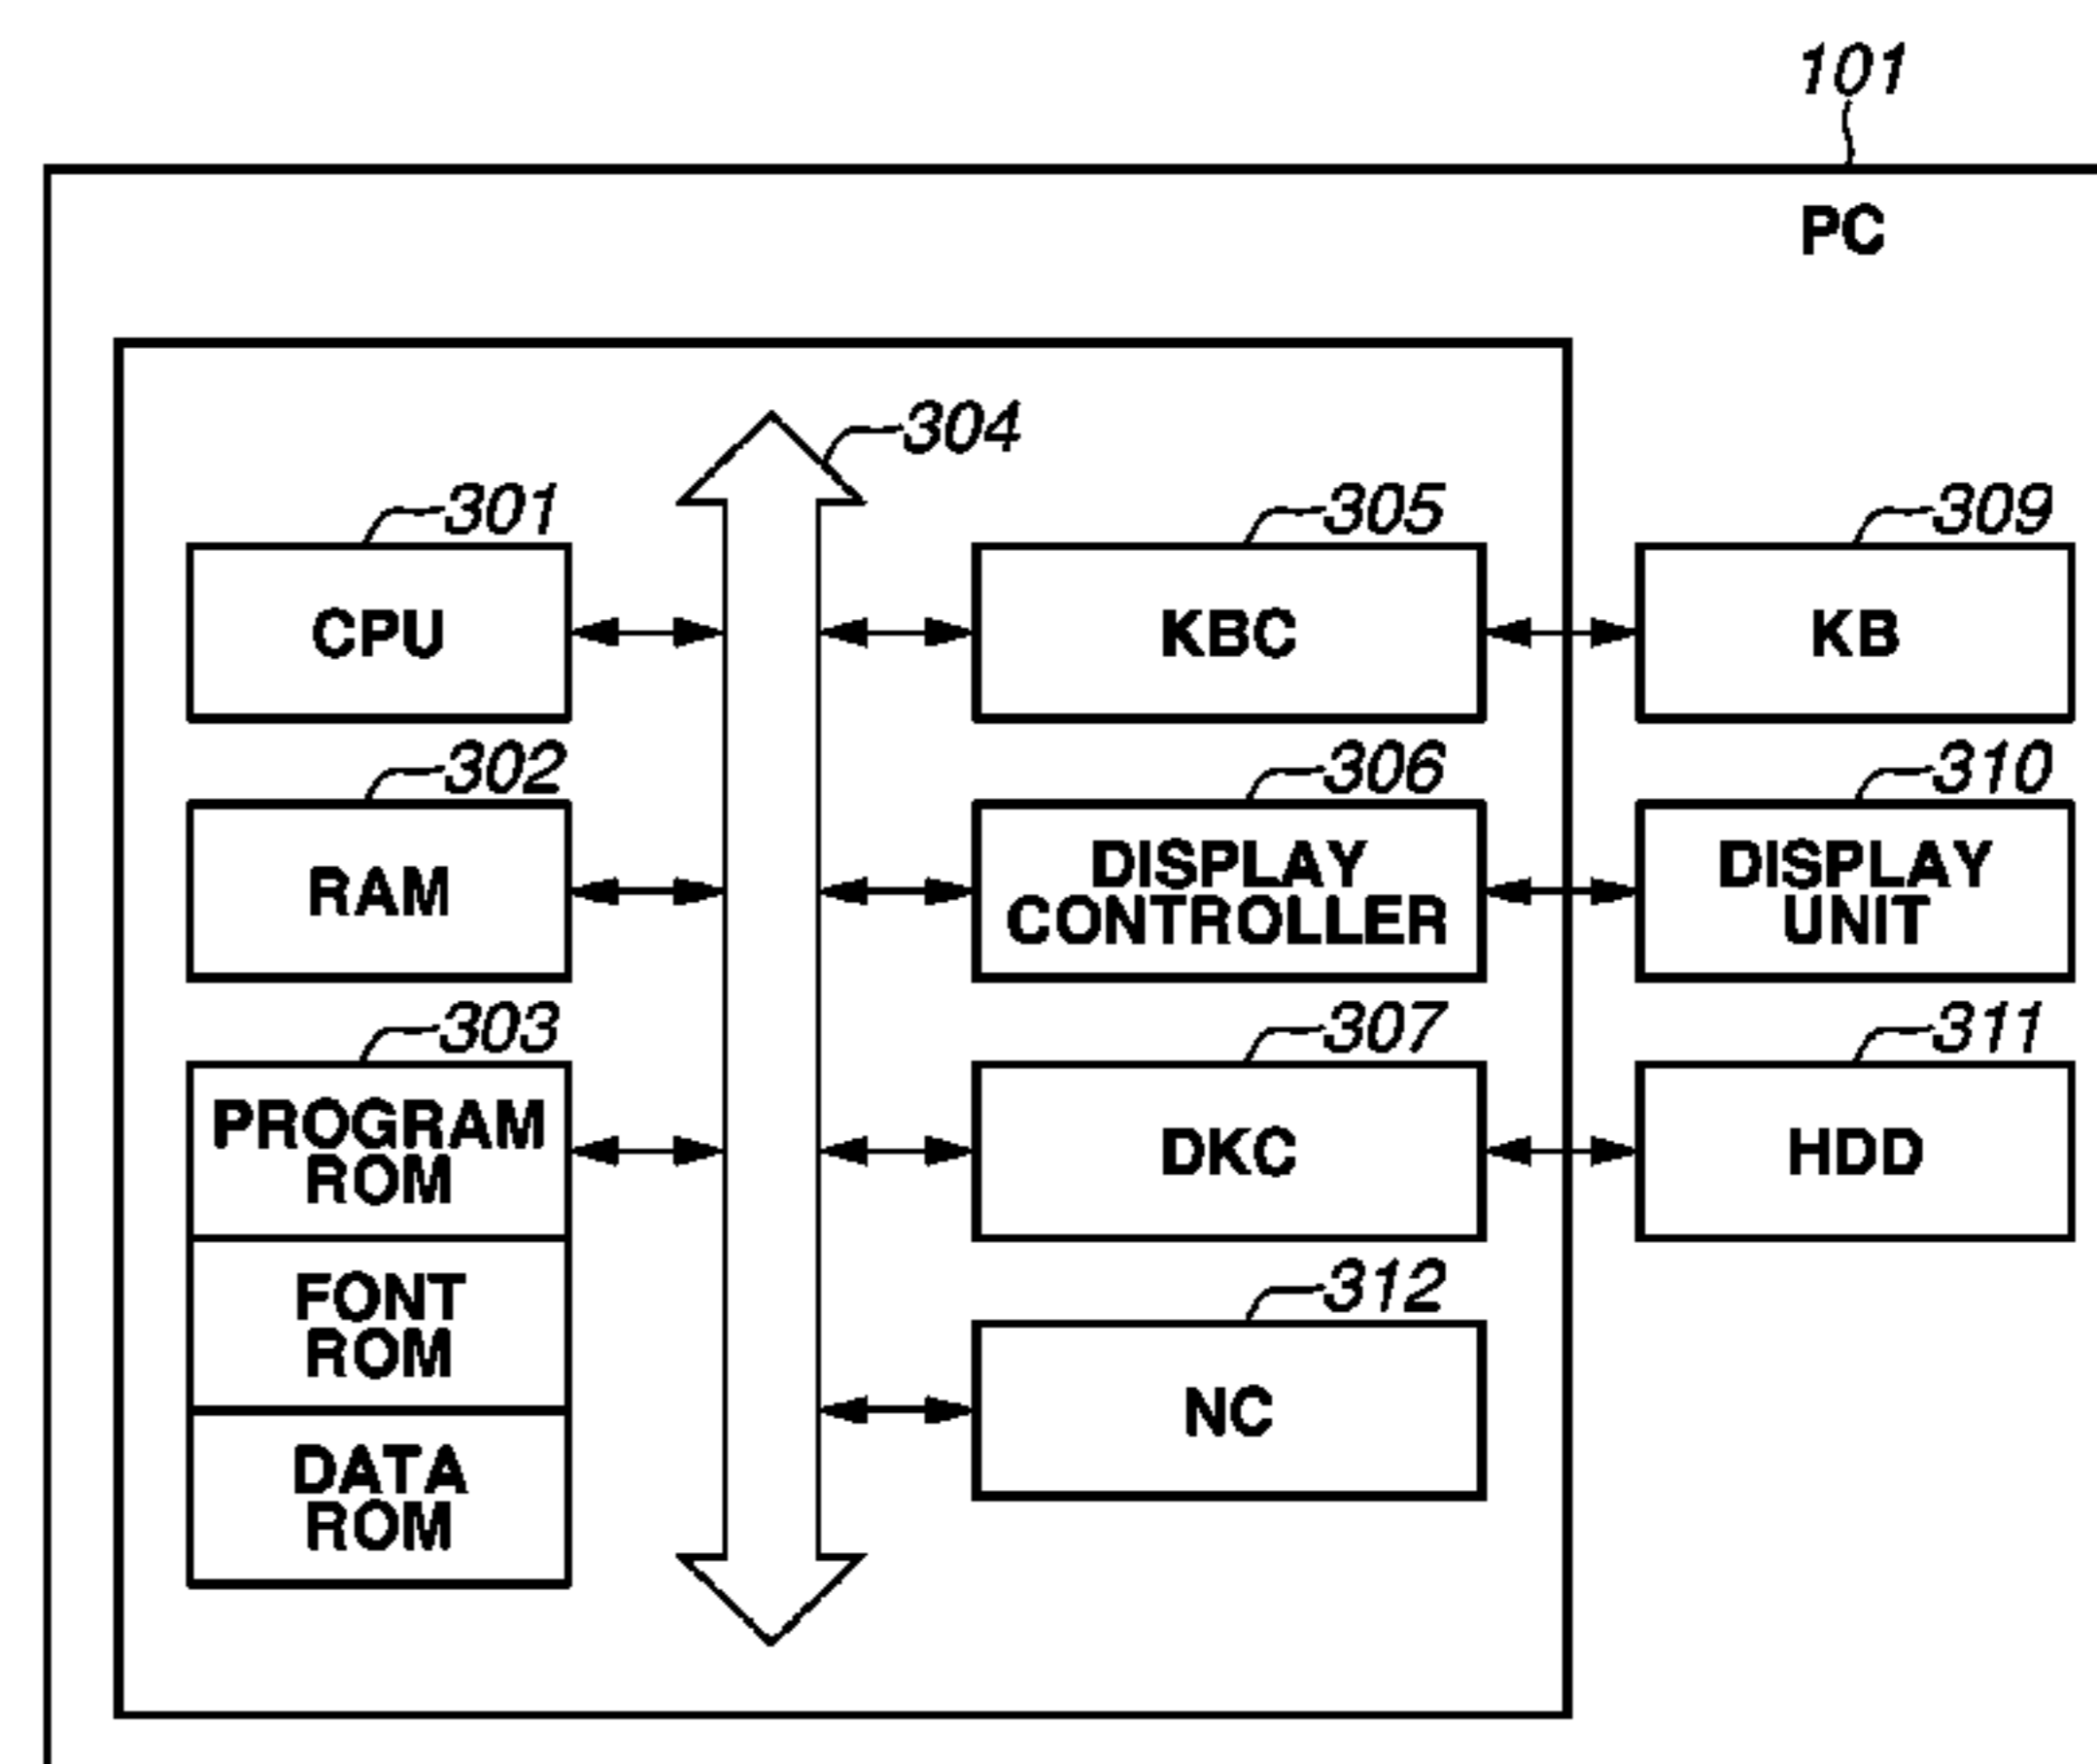 101
PC
304
301
305
309
CPU
KBC
KB
302
306
310
RAM
DISPLAY
CONTROLLER
DISPLAY
UNIT
303
307
311
PROGRAM
ROM
DKC
HDD
FONT
ROM
312
NC
DATA
ROM